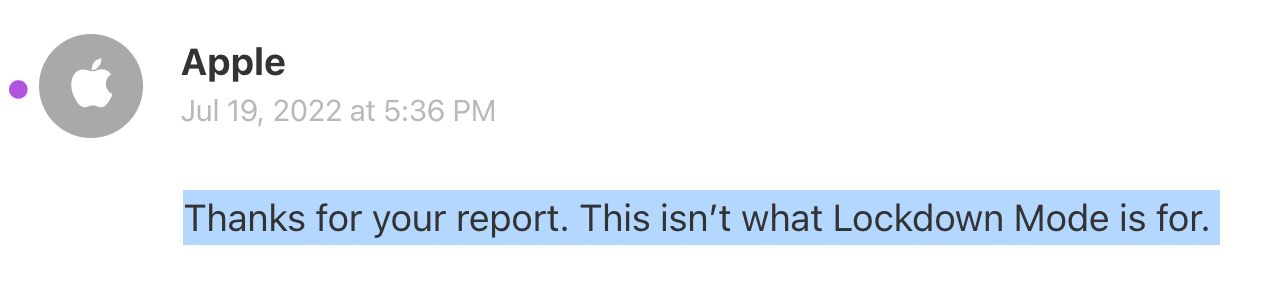 Apple
Jul 19, 2022 at 5:36 PM
Thanks for your report. This isn’t what Lockdown Mode is for.